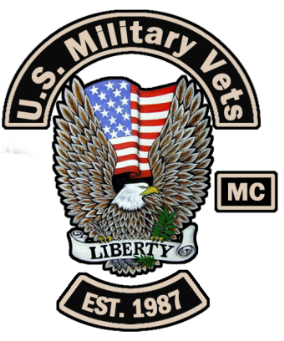 U.S. Military Vets
MC
LIBERTY
EST. 1987